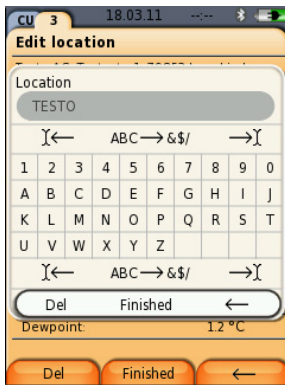 CU 3 18.03.11 --:--
Edit location
Location
TESTO
ABC → &$/
1 2 3 4 5 6 7 8 9 0
A B C D E F G H I J
K L M N O P Q R S T
U V W X Y Z
ABC → &$/
Del Finished ←
Dewpoint: 1.2 °C
Del Finished ←